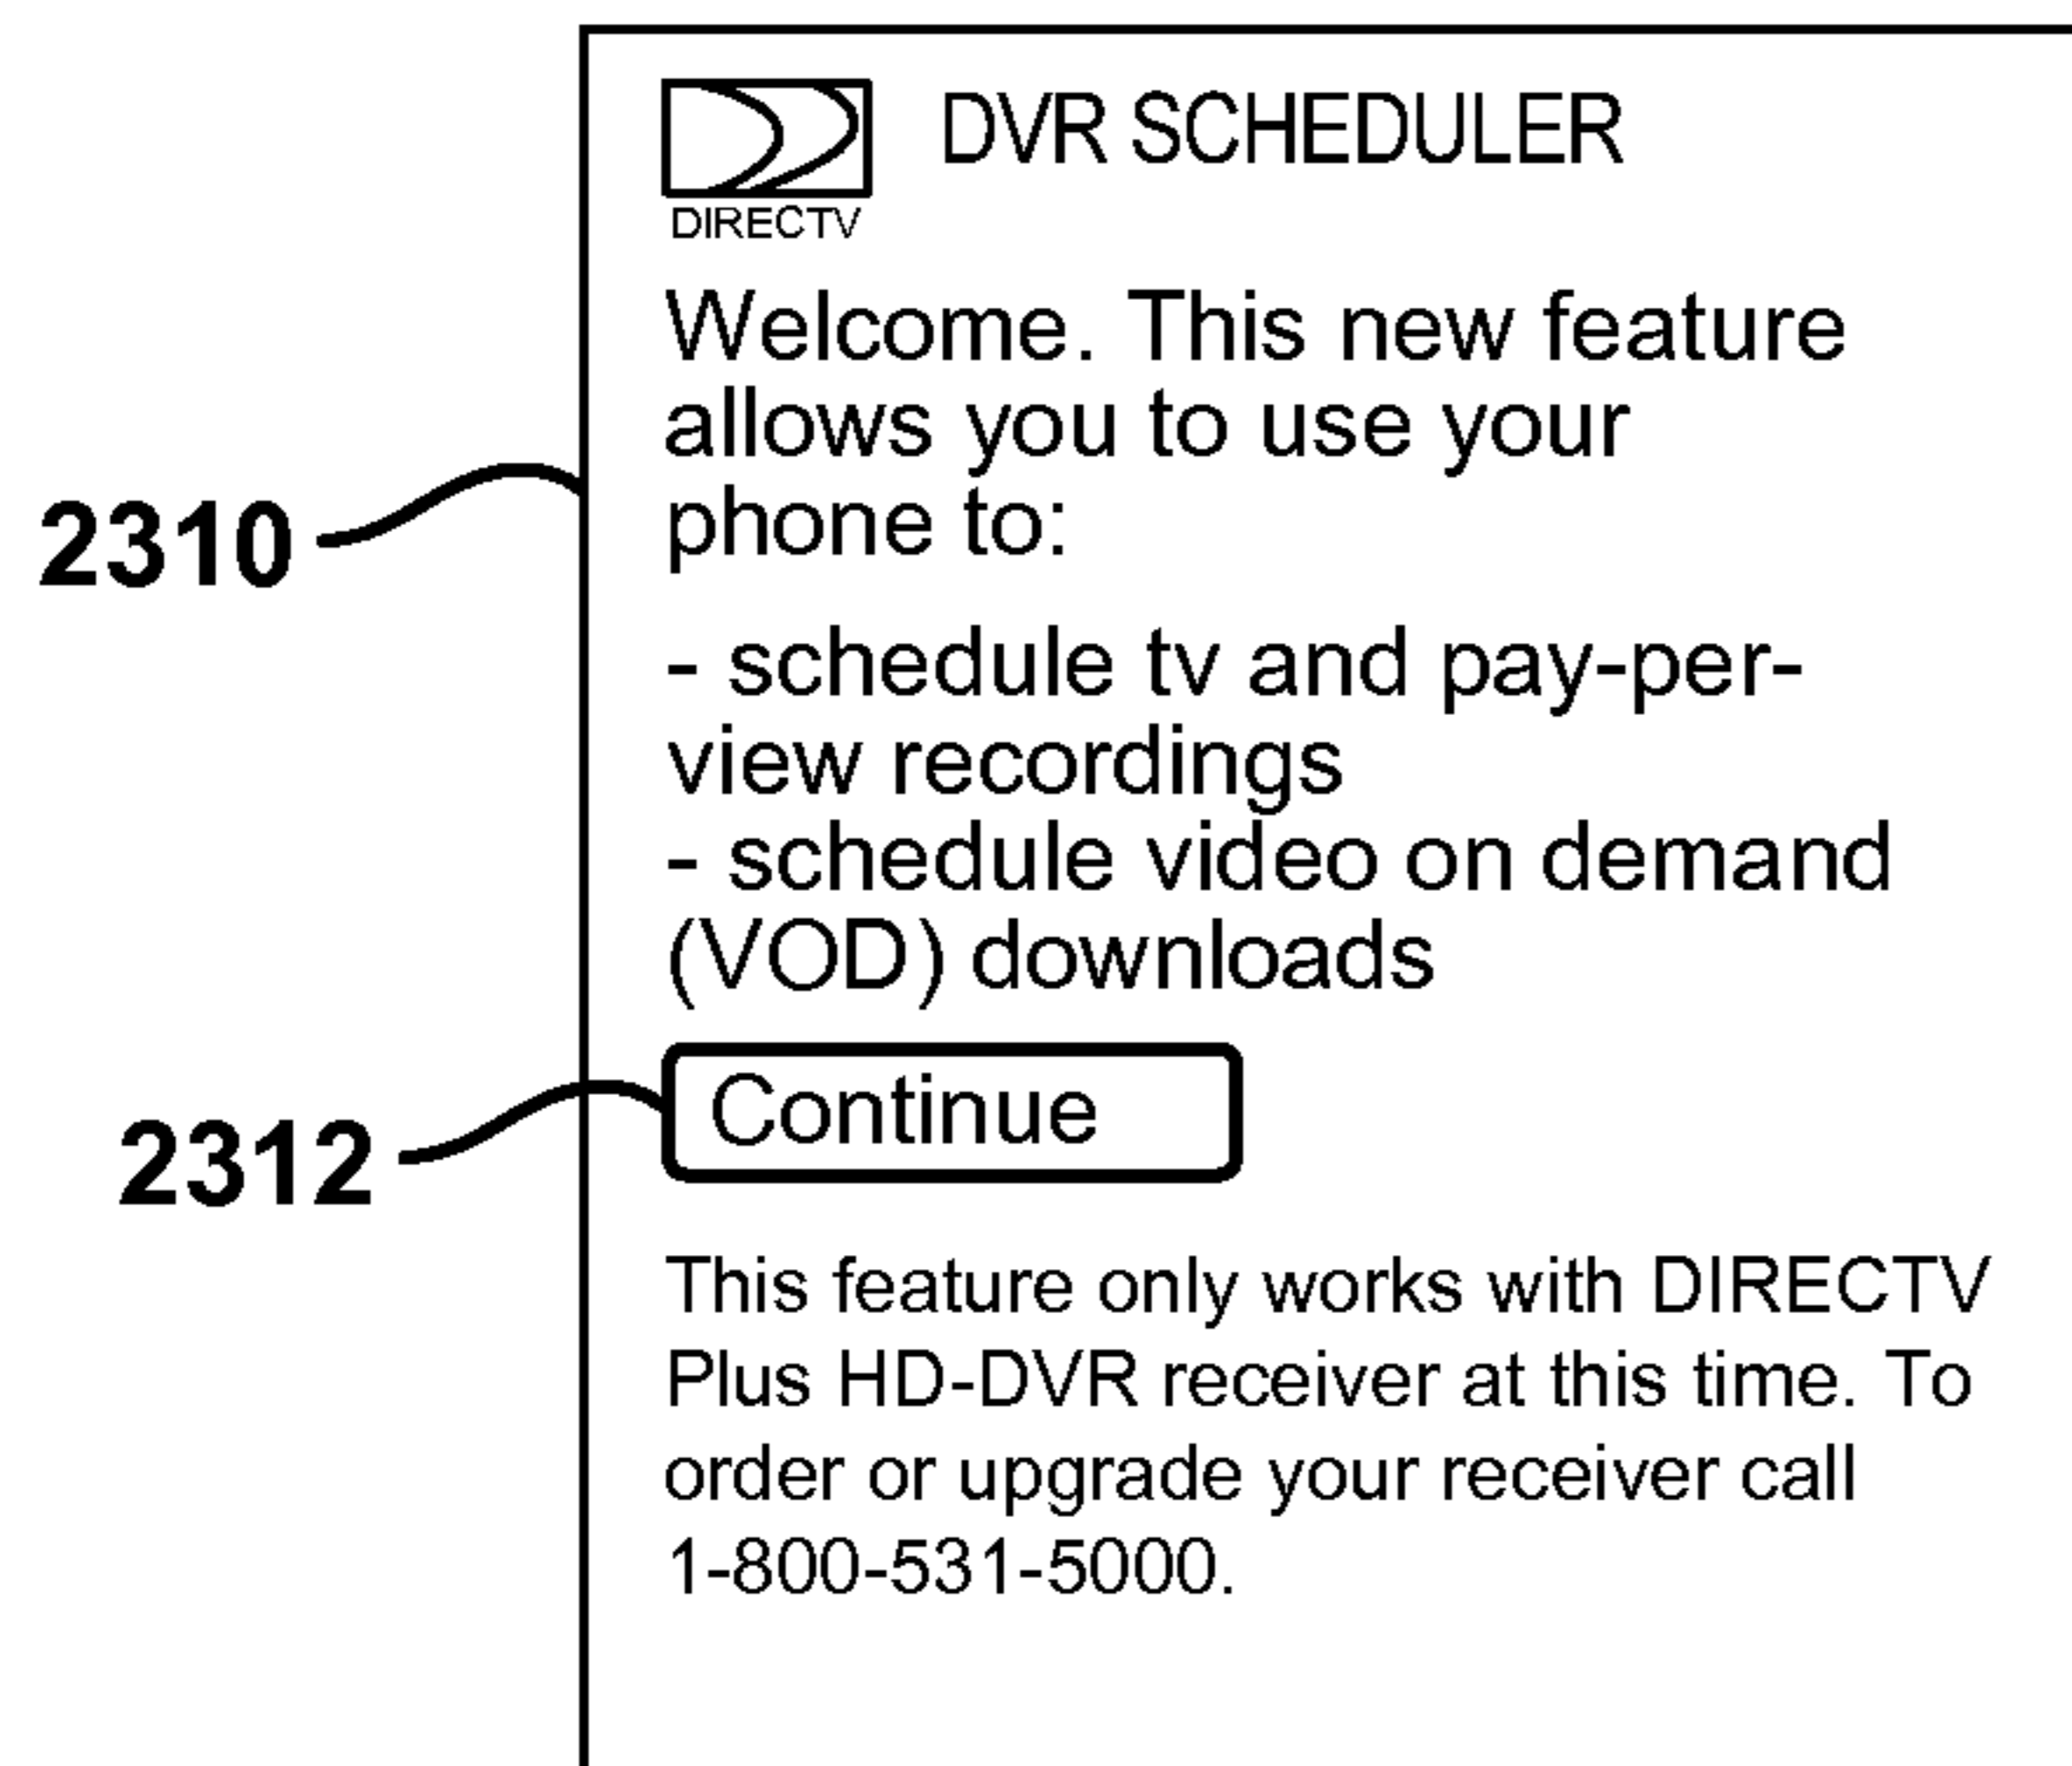 DVR SCHEDULER
DIRECTV
Welcome. This new feature
allows you to use your
phone to:
2310
- schedule tv and pay-per-
view recordings
- schedule video on demand
(VOD) downloads
Continue
2312
This feature only works with DIRECTV
Plus HD-DVR receiver at this time. To
order or upgrade your receiver call
1-800-531-5000.